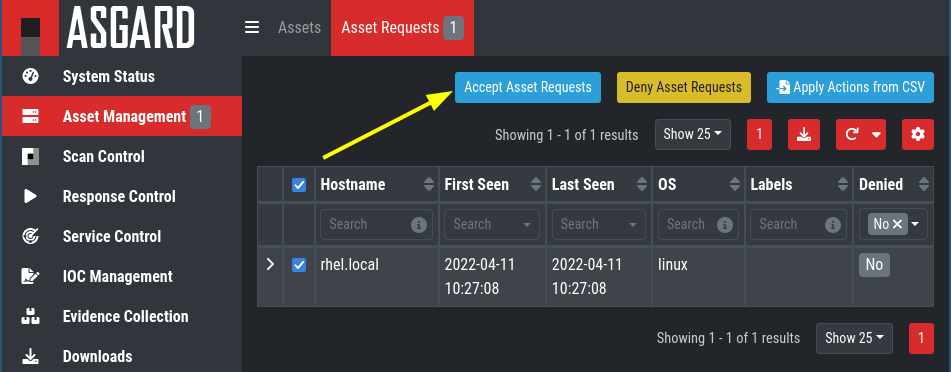 ASGARD
Assets
Asset Requests 1
System Status
Asset Management 1
Scan Control
Response Control
Service Control
IOC Management
Evidence Collection
Downloads
Accept Asset Requests
Deny Asset Requests
Apply Actions from CSV
Showing 1 - 1 of 1 results
Show 25
1
Hostname First Seen Last Seen OS Labels Denied
Search Search Search Search Search No
rhel.local 2022-04-11 2022-04-11 linux No
10:27:08 10:27:08
Showing 1 - 1 of 1 results
Show 25
1